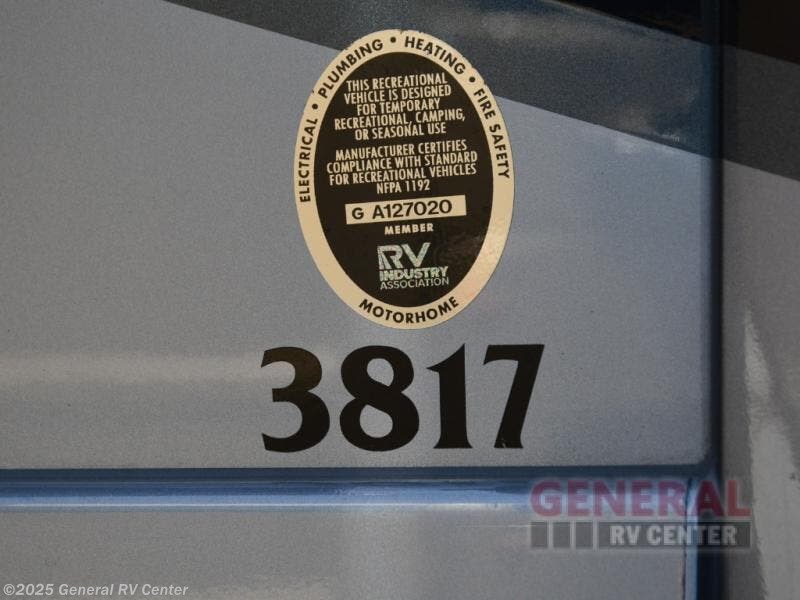 ELECTRICAL • PLUMBING • HEATING • FIRE SAFETY
THIS RECREATIONAL
VEHICLE IS DESIGNED
FOR TEMPORARY
RECREATIONAL, CAMPING,
OR SEASONAL USE
MANUFACTURER CERTIFIES
COMPLIANCE WITH STANDARD
FOR RECREATIONAL VEHICLES
NFPA 1192
G A127020
MEMBER
RV
INDUSTRY
ASSOCIATION
MOTORHOME
3817
GENERAL
RV CENTER
©2025 General RV Center